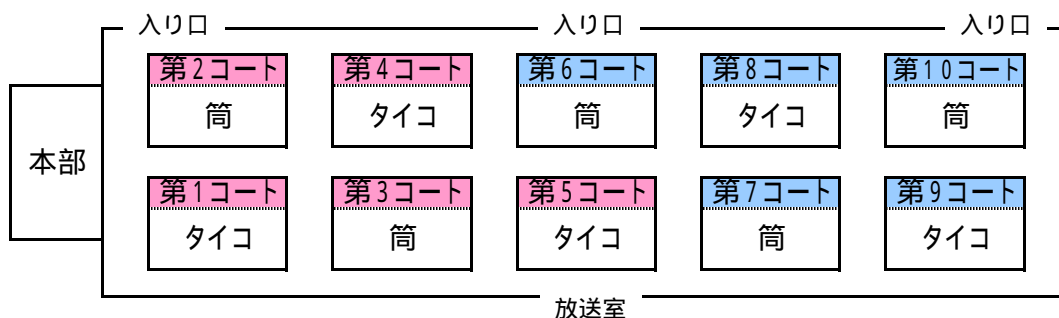 入り口 入り口 入り口
第2コート 第4コート 第6コート 第8コート 第10コート
筒 タイコ 筒 タイコ 筒
本部
第1コート 第3コート 第5コート 第7コート 第9コート
タイコ 筒 タイコ 筒 タイコ
放送室